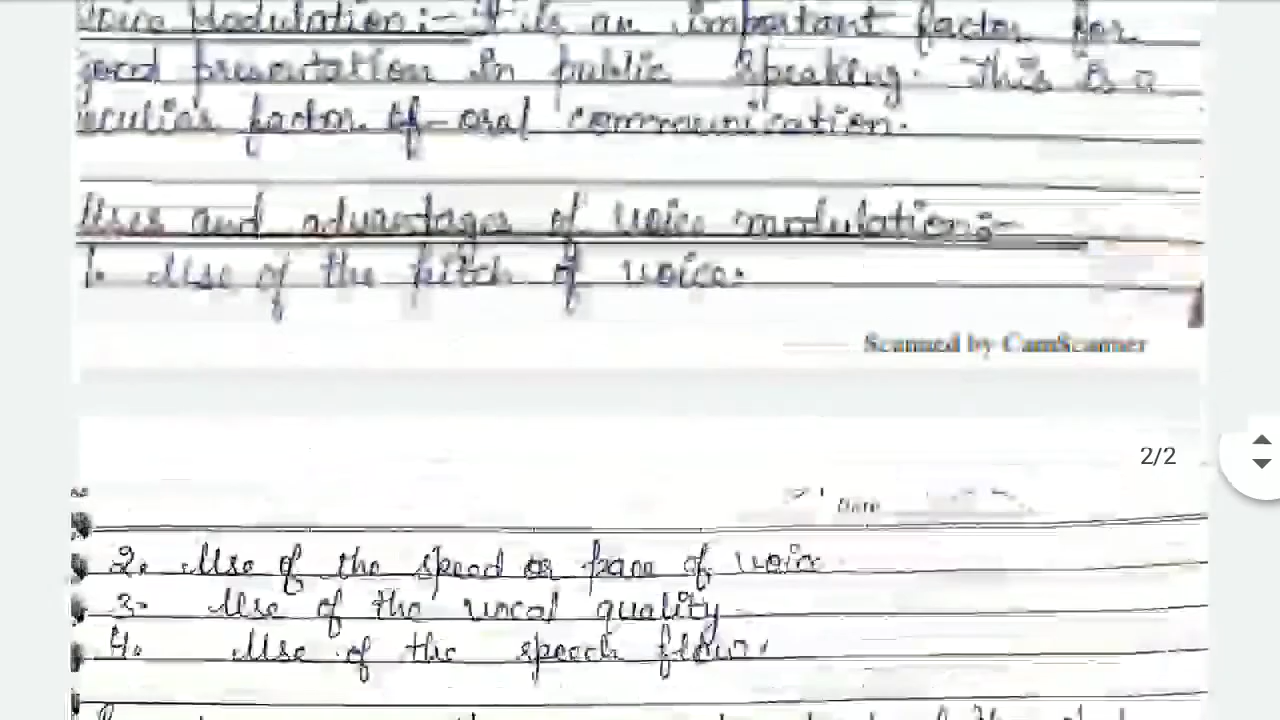 Voice Modulation:- It is an important factor for
good presentation in public speaking. This is a
factor of oral communication.
Uses and advantages of voice modulation:-
1. Use of the pitch of voice.
Scanned by CamScanner
2/2
Date
2. Use of the speed or pace of voice
3- Use of the vocal quality
4. Use of the speech flow.